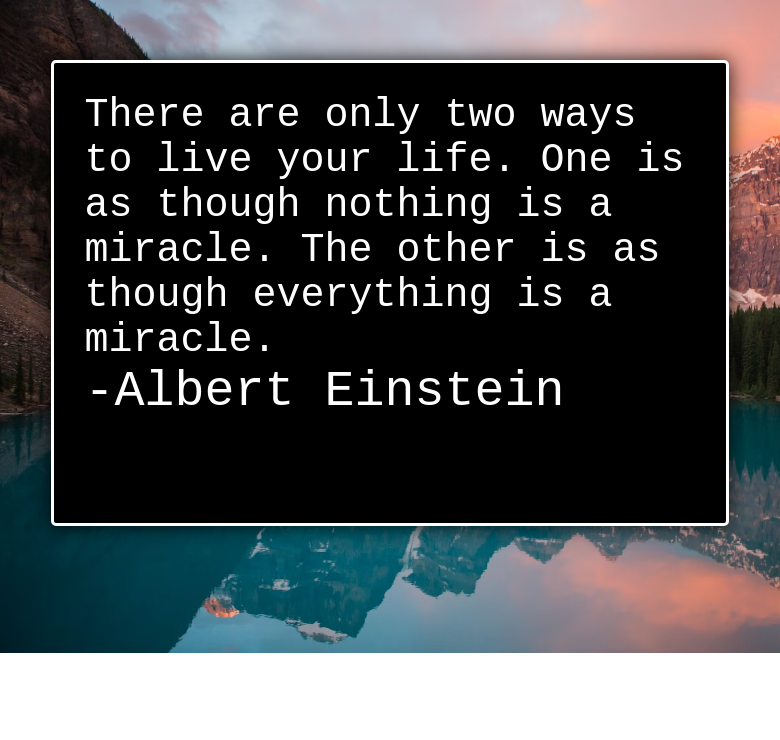 There are only two ways
to live your life. One is
as though nothing is a
miracle. The other is as
though everything is a
miracle.
-Albert Einstein